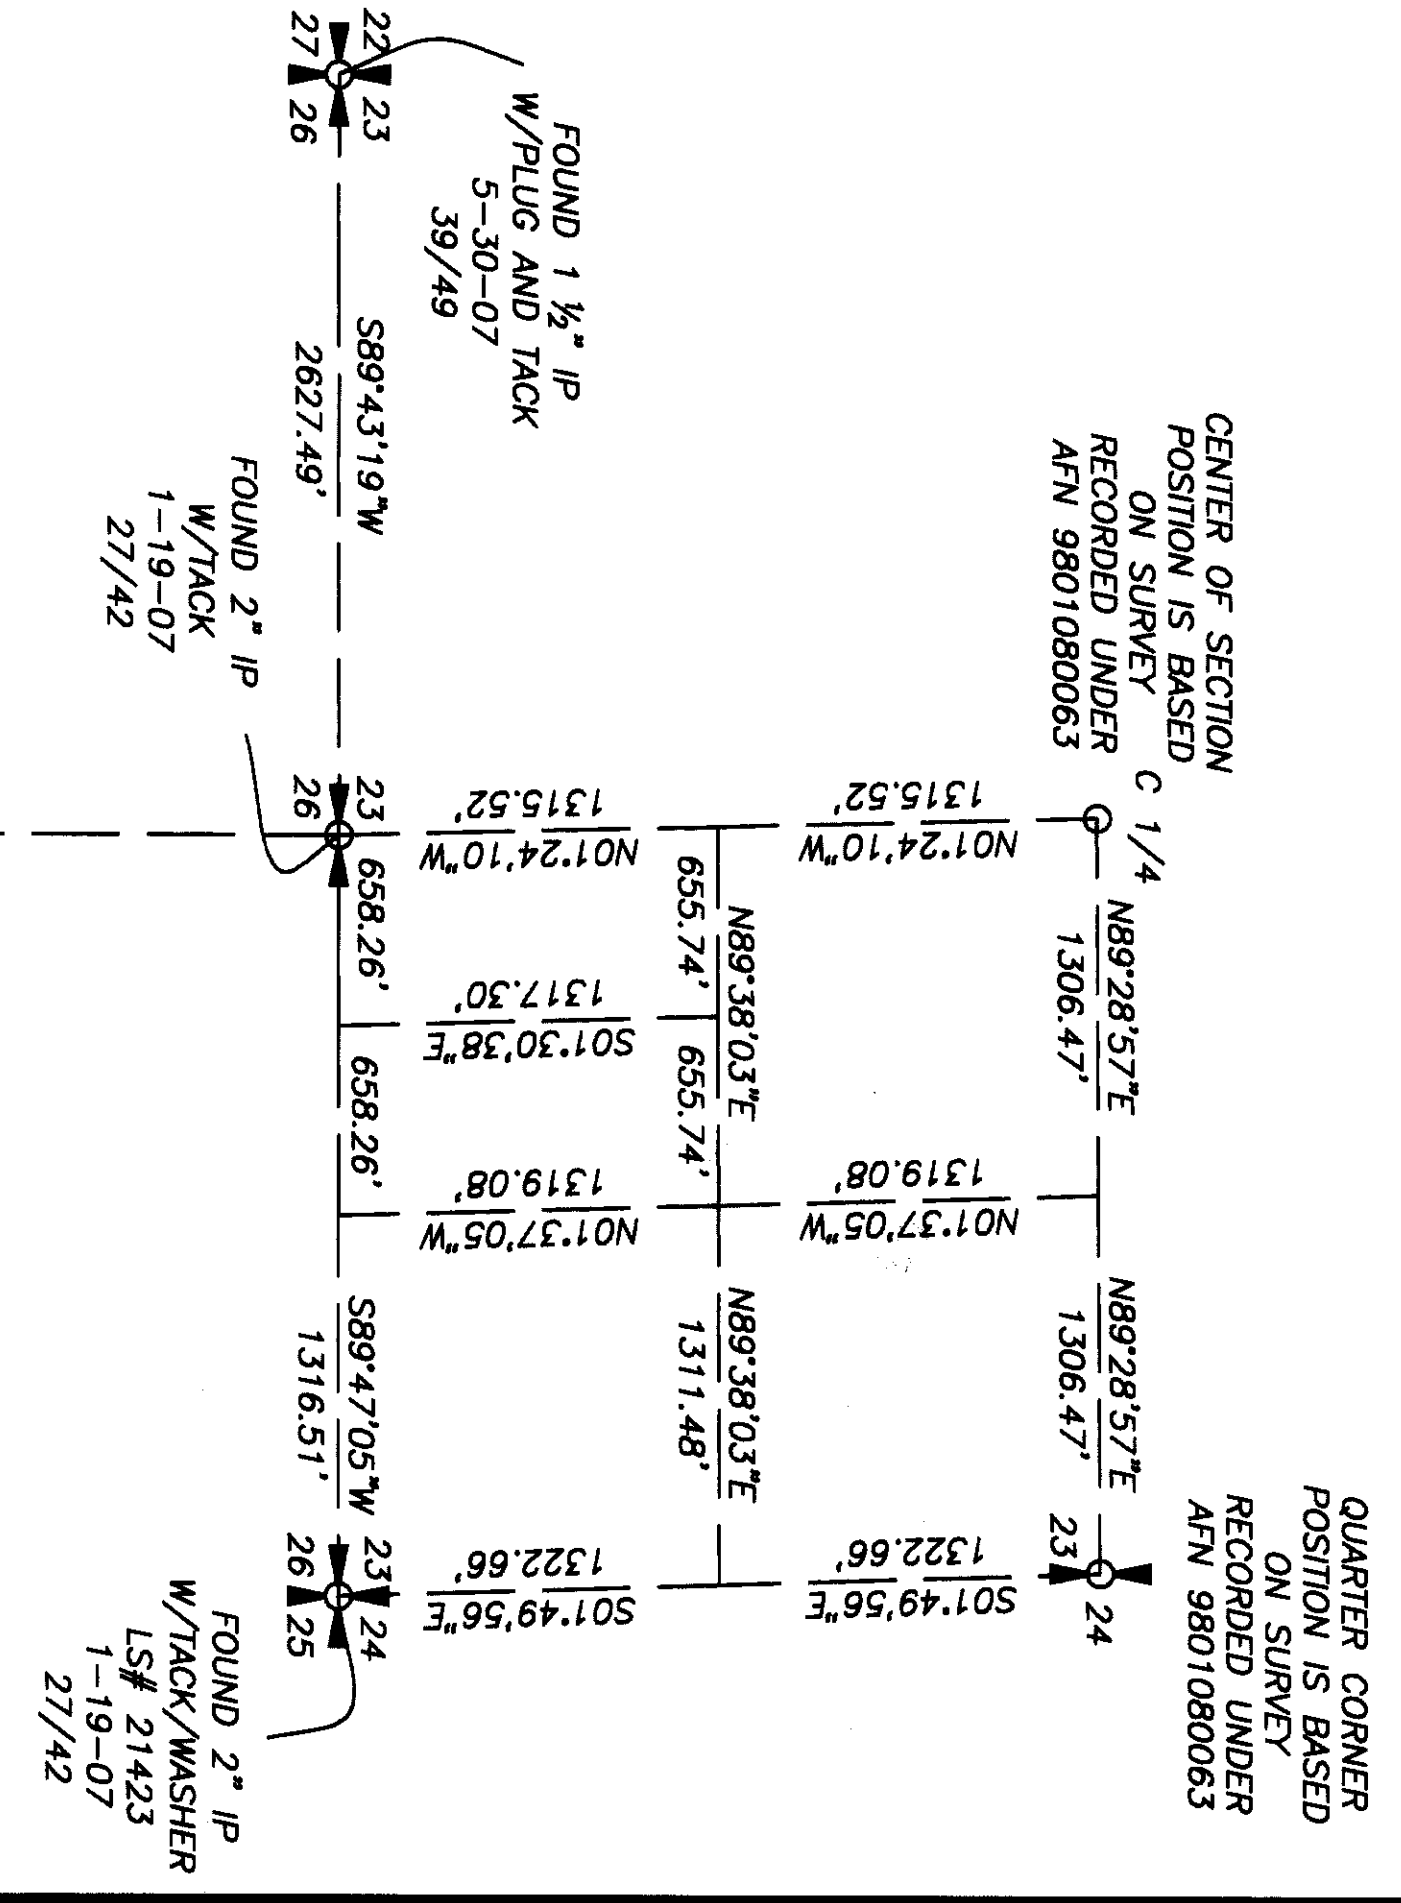 QUARTER CORNER
POSITION IS BASED
ON SURVEY
RECORDED UNDER
AFN 9801080063
CENTER OF SECTION
POSITION IS BASED
ON SURVEY
RECORDED UNDER
AFN 9801080063
C 1/4
N89°28'57"E
1306.47'
N89°28'57"E
1306.47'
23
24
N01°24'10"W
1315.52'
N01°37'05"W
1319.08'
S01°49'56"E
1322.66'
N89°38'03"E
655.74'
655.74'
N89°38'03"E
1311.48'
N01°24'10"W
1315.52'
S01°30'38"E
1317.30'
N01°37'05"W
1319.08'
S01°49'56"E
1322.66'
FOUND 1 ½" IP
W/PLUG AND TACK
5-30-07
39/49
22
23
27
26
S89°43'19"W
2627.49'
23
26
658.26'
658.26'
S89°47'05"W
1316.51'
23
24
26
25
FOUND 2" IP
W/TACK
1-19-07
27/42
FOUND 2" IP
W/TACK/WASHER
LS# 21423
1-19-07
27/42